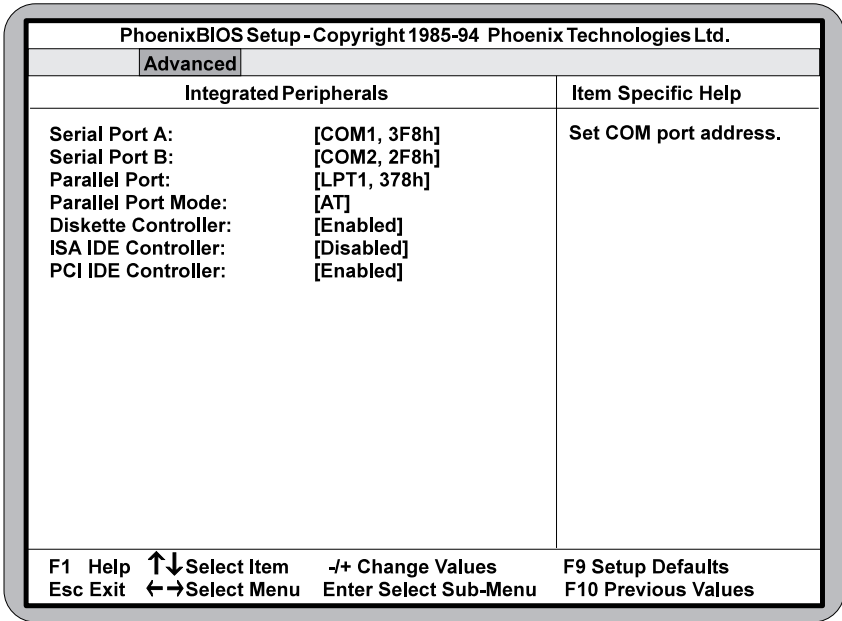 PhoenixBIOS Setup - Copyright 1985-94 Phoenix Technologies Ltd.
Advanced
Integrated Peripherals
Item Specific Help
Serial Port A: [COM1, 3F8h]
Serial Port B: [COM2, 2F8h]
Parallel Port: [LPT1, 378h]
Parallel Port Mode: [AT]
Diskette Controller: [Enabled]
ISA IDE Controller: [Disabled]
PCI IDE Controller: [Enabled]
Set COM port address.
F1 Help ↑↓Select Item -/+ Change Values F9 Setup Defaults
Esc Exit ←→Select Menu Enter Select Sub-Menu F10 Previous Values